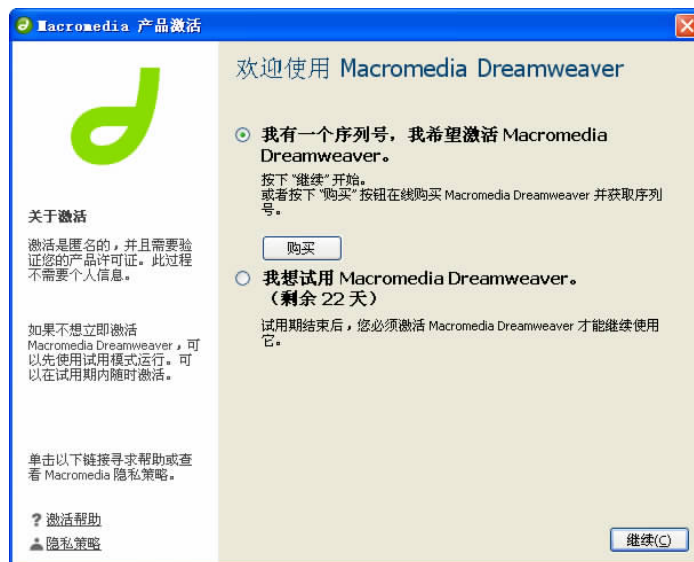 Macromedia 产品激活
欢迎使用 Macromedia Dreamweaver
我有一个序列号，我希望激活 Macromedia
Dreamweaver。
按下“继续”开始。
或者按下“购买”按钮在线购买 Macromedia Dreamweaver 并获取序列
号。
购买
我想试用 Macromedia Dreamweaver。
（剩余 22 天）
试用期结束后，您必须激活 Macromedia Dreamweaver 才能继续使用
它。
关于激活
激活是匿名的，并且需要验
证您的产品许可证。此过程
不需要个人信息。
如果不想立即激活
Macromedia Dreamweaver，可
以先使用试用模式运行。可
以在试用期内随时激活。
单击以下链接寻求帮助或查
看 Macromedia 隐私策略。
? 激活帮助
隐私策略
继续(C)